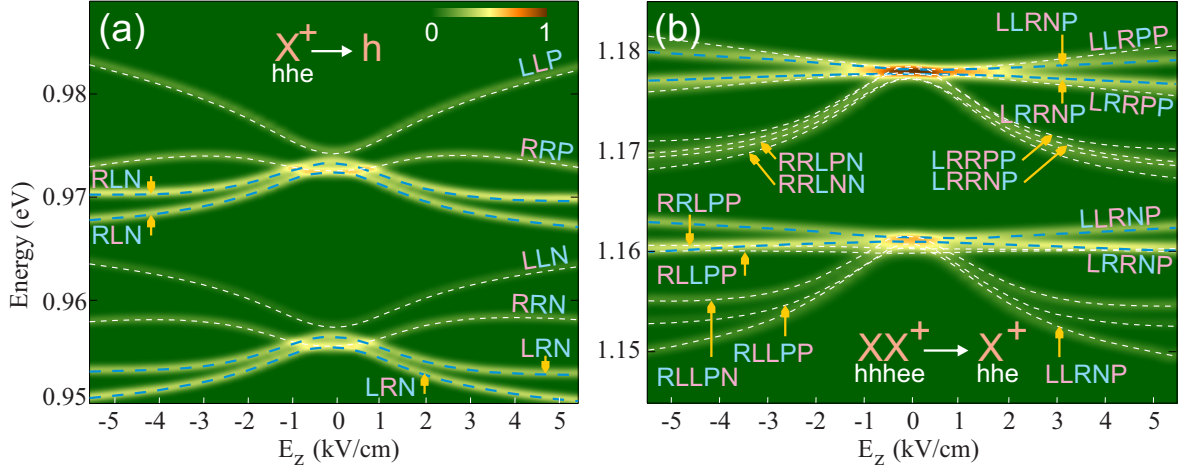 (a)
X⁺ → h
hhe
0 1
LLP
RRP
RLN
RLN
LLN
RRN
LRN
LRN
Energy (eV)
0.98
0.97
0.96
0.95
-5 -4 -3 -2 -1 0 1 2 3 4 5
E_z (kV/cm)
(b)
LLRNP
LLRPP
LRRNP
LRRPP
RRLPN
RRLNN
LRRPP
LRRNP
RRLPP
LLRNP
RLLPP
LRRNP
RLLPN
RLLPP
LLRNP
XX⁺ → X⁺
hhhee hhe
1.18
1.17
1.16
1.15
-5 -4 -3 -2 -1 0 1 2 3 4 5
E_z (kV/cm)